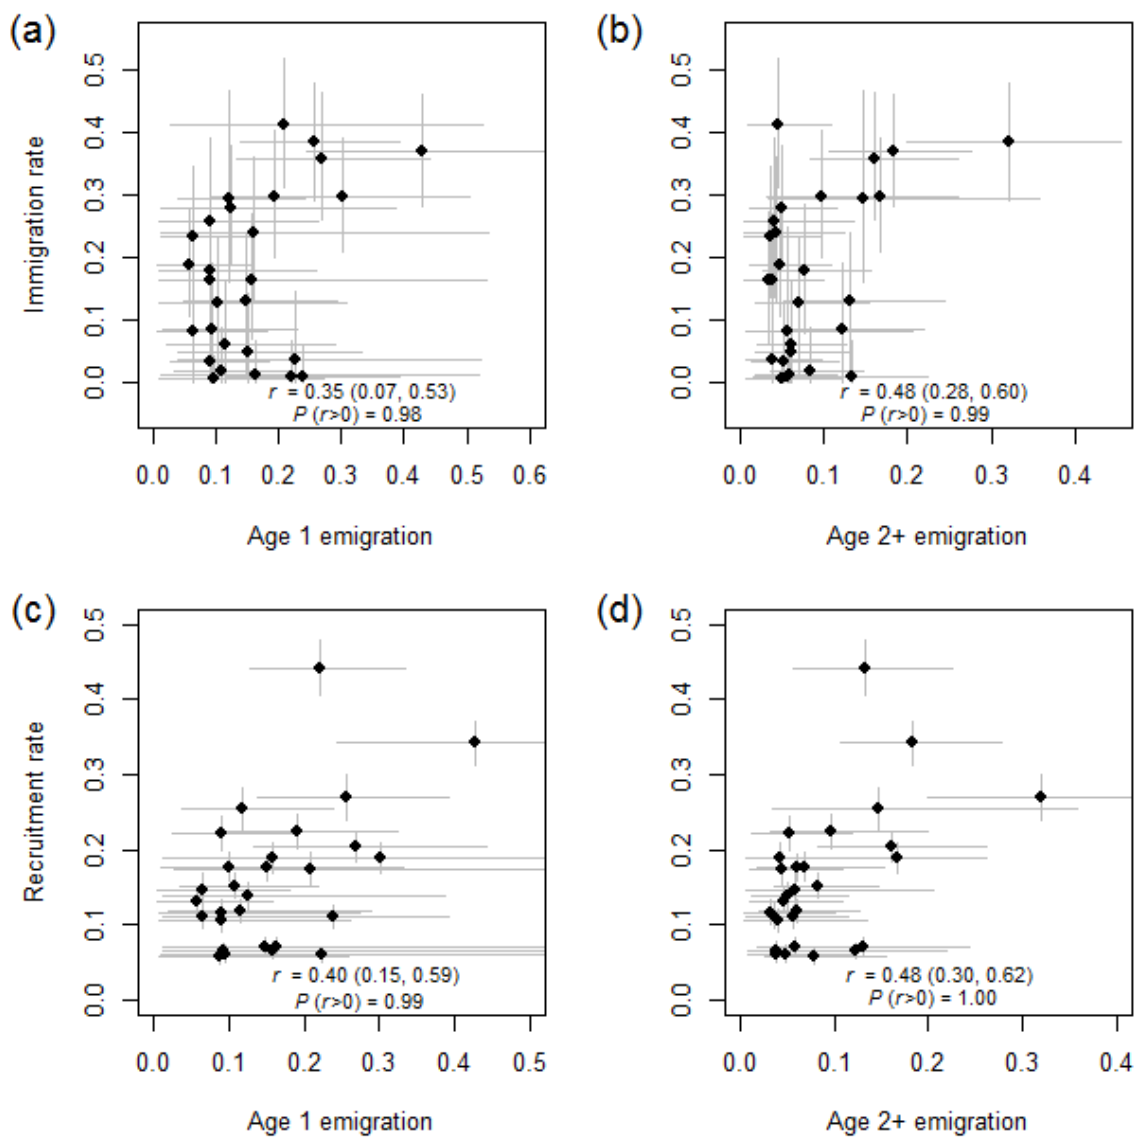 (a)
Immigration rate
0.0 0.1 0.2 0.3 0.4 0.5
r = 0.35 (0.07, 0.53)
P (r>0) = 0.98
0.0 0.1 0.2 0.3 0.4 0.5 0.6
Age 1 emigration
(b)
0.0 0.1 0.2 0.3 0.4 0.5
r = 0.48 (0.28, 0.60)
P (r>0) = 0.99
0.0 0.1 0.2 0.3 0.4
Age 2+ emigration
(c)
Recruitment rate
0.0 0.1 0.2 0.3 0.4 0.5
r = 0.40 (0.15, 0.59)
P (r>0) = 0.99
0.0 0.1 0.2 0.3 0.4 0.5
Age 1 emigration
(d)
0.0 0.1 0.2 0.3 0.4 0.5
r = 0.48 (0.30, 0.62)
P (r>0) = 1.00
0.0 0.1 0.2 0.3 0.4
Age 2+ emigration